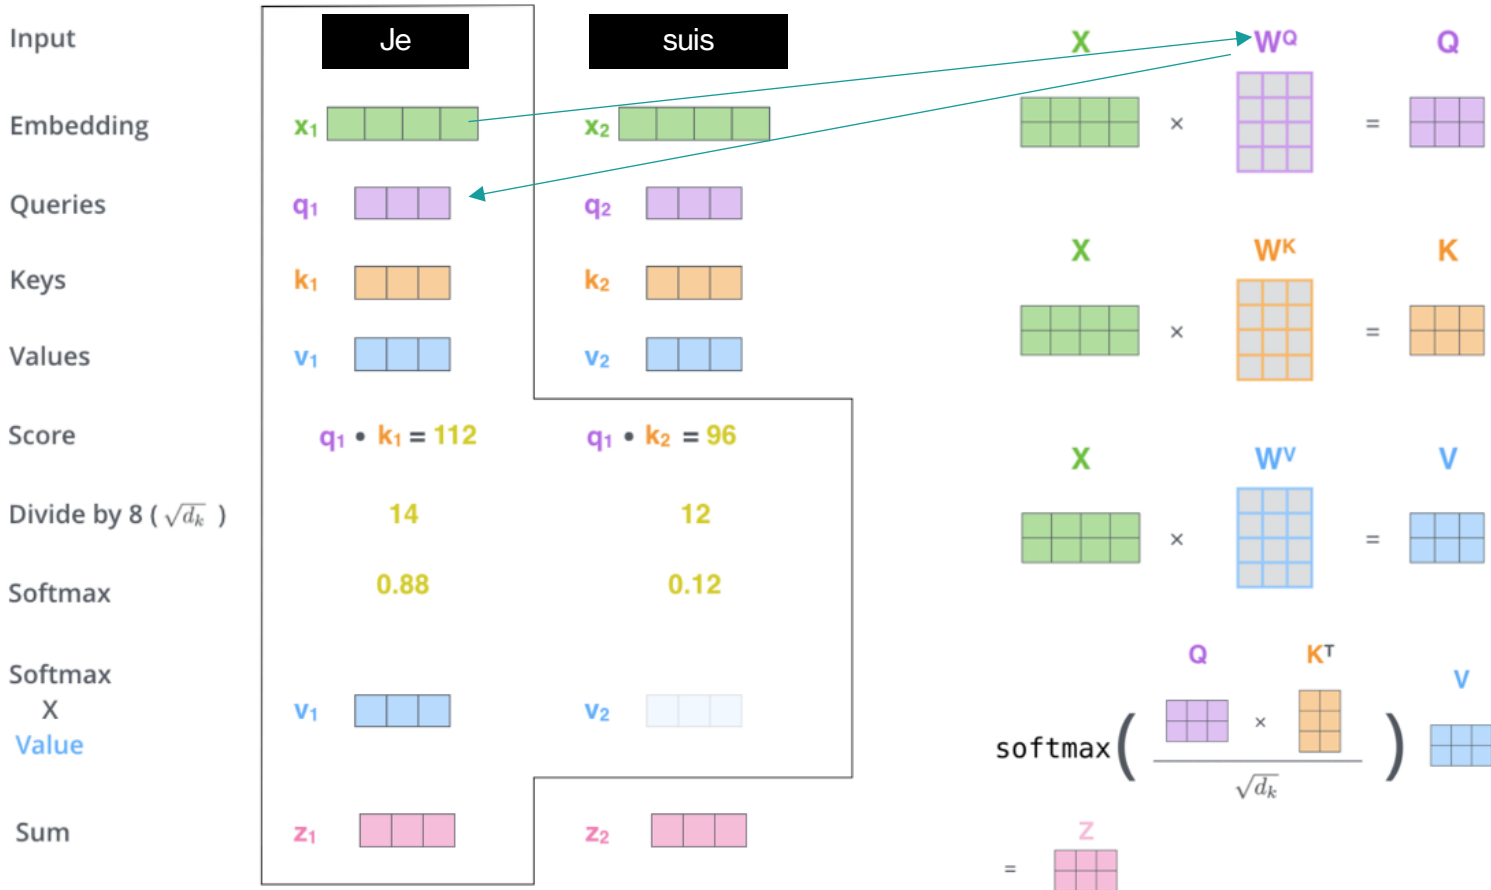 Input Je suis
Embedding x₁ x₂
Queries q₁ q₂
Keys k₁ k₂
Values v₁ v₂
Score q₁ • k₁ = 112 q₁ • k₂ = 96
Divide by 8 ( √dₖ ) 14 12
Softmax 0.88 0.12
Softmax
X v₁ v₂
Value
Sum z₁ z₂
X Wᵠ Q
× =
X Wᴷ K
× =
X Wⱽ V
× =
Q Kᵀ V
softmax ( × )
√dₖ
Z
=